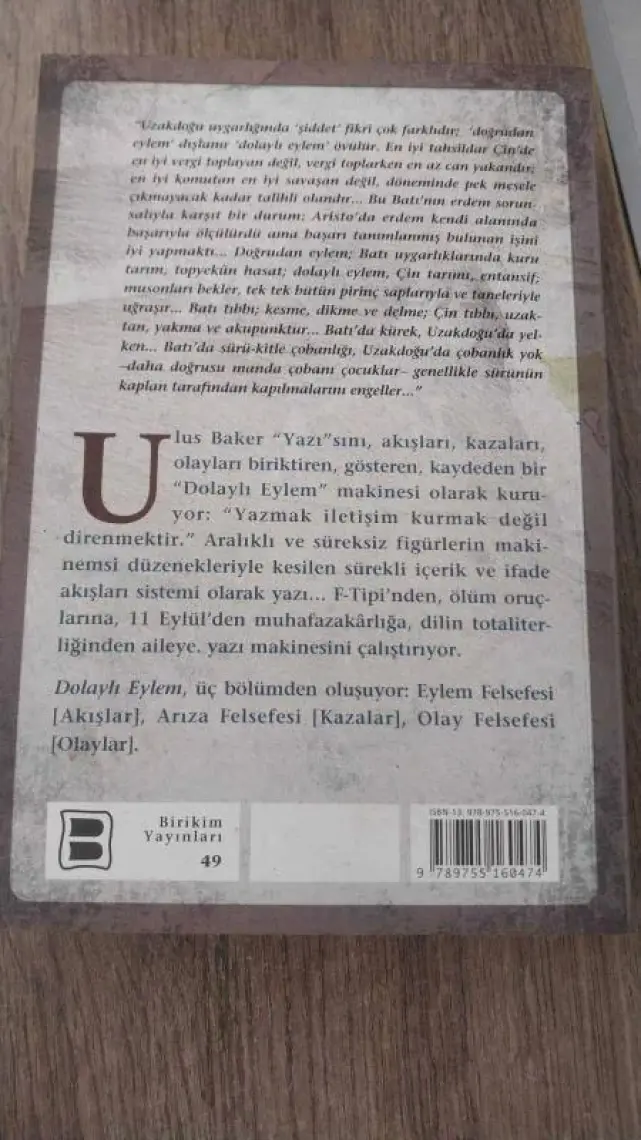 "Uzakdoğu uygarlığında 'şiddet' fikri çok farklıdır; 'doğrudan
eylem' dışlanır 'dolaylı eylem' övülür. En iyi tahsildar Çin'de
en iyi vergi toplayan değil, vergi toplarken en az can yakandır;
en iyi komutan en iyi savaşan değil, döneminde pek mesele
çıkmayacak kadar talihli olandır... Bu Batı'nın erdem sorun-
salıyla karşıt bir durum; Aristo'da erdem kendi alanında
başarıyla ölçülürdü ama başarı tanımlanmış bulunan işini
iyi yapmaktı... Doğrudan eylem; Batı uygarlıklarında kuru
tarım, topyekûn hasat; dolaylı eylem, Çin tarımı, entansif;
musonları bekler, tek tek bütün pirinç saplarıyla ve taneleriyle
uğraşır... Batı tıbbı; kesme, dikme ve delme; Çin tıbbı, uzak-
tan, yakma ve akupunktur... Batı'da kürek, Uzakdoğu'da yel-
ken... Batı'da sürü-kitle çobanlığı, Uzakdoğu'da çobanlık yok
–daha doğrusu manda çobanı çocuklar– genellikle sürünün
kaplan tarafından kapılmalarını engeller..."
Ulus Baker "Yazı"sını, akışları, kazaları,
olayları biriktiren, gösteren, kaydeden bir
"Dolaylı Eylem" makinesi olarak kuru-
yor: "Yazmak iletişim kurmak değil
direnmektir." Aralıklı ve süreksiz figürlerin maki-
nemsi düzenekleriyle kesilen sürekli içerik ve ifade
akışları sistemi olarak yazı... F-Tipi'nden, ölüm oruç-
larına, 11 Eylül'den muhafazakârlığa, dilin totaliter-
liğinden aileye. yazı makinesini çalıştırıyor.
Dolaylı Eylem, üç bölümden oluşuyor: Eylem Felsefesi
[Akışlar], Arıza Felsefesi [Kazalar], Olay Felsefesi
[Olaylar].
Birikim
Yayınları
49
ISBN-13: 978-975-516-047-4
9 789755 160474